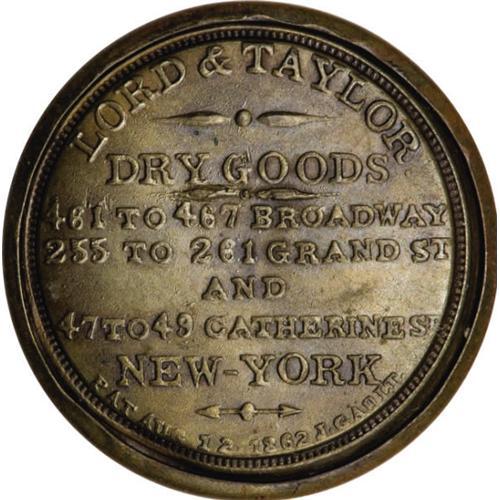 LORD & TAYLOR
DRY GOODS
461 TO 467 BROADWAY
255 TO 261 GRAND ST
AND
47 TO 49 CATHERINE ST
NEW-YORK
PAT. AUG. 12. 1862 J. GAULT.